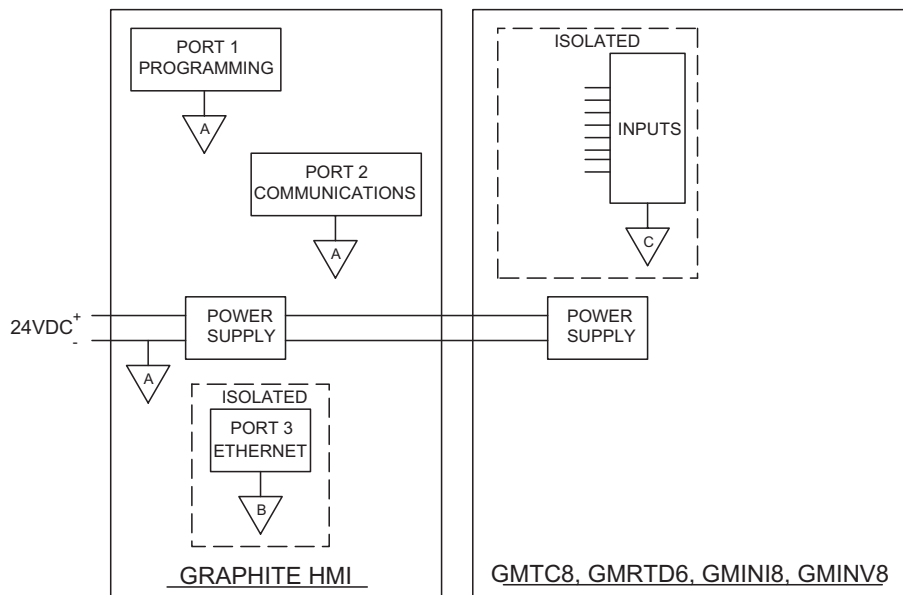 PORT 1
PROGRAMMING
A
PORT 2
COMMUNICATIONS
A
24VDC
+
-
POWER
SUPPLY
A
ISOLATED
PORT 3
ETHERNET
B
GRAPHITE HMI
ISOLATED
INPUTS
C
POWER
SUPPLY
GMTC8, GMRTD6, GMINI8, GMINV8